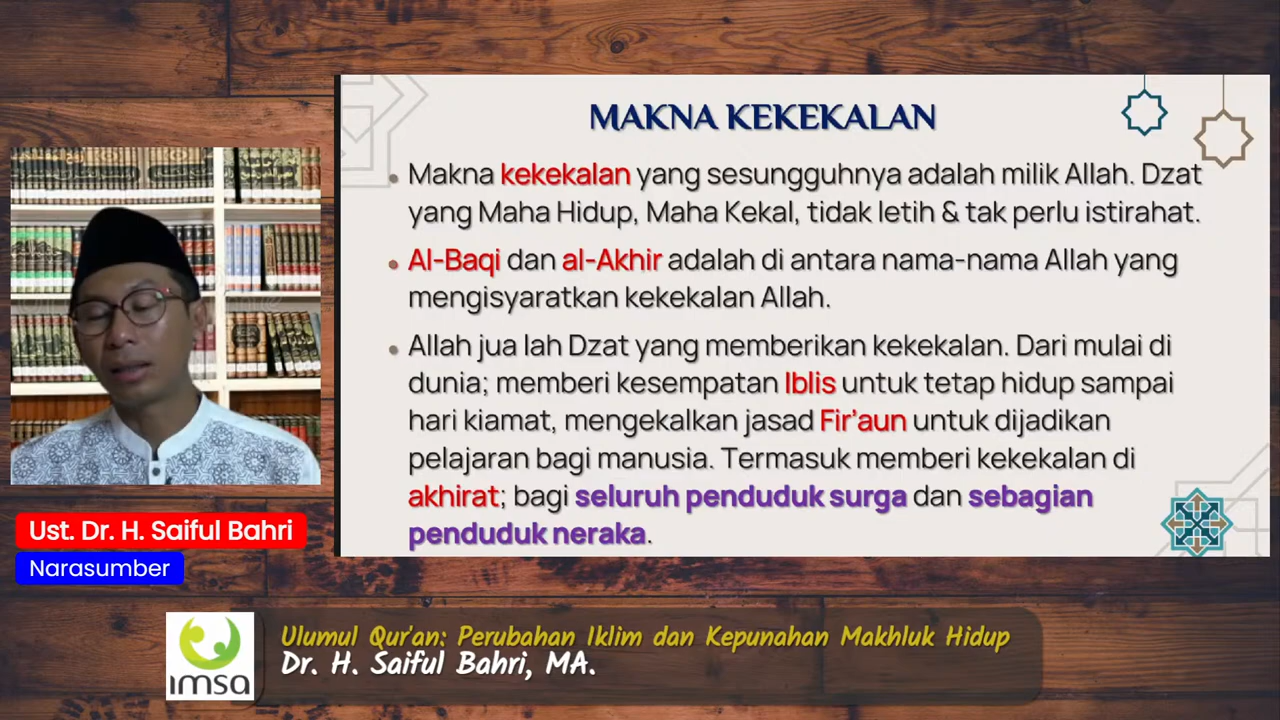 MAKNA KEKEKALAN
Makna kekekalan yang sesungguhnya adalah milik Allah. Dzat
yang Maha Hidup, Maha Kekal, tidak letih & tak perlu istirahat.
Al-Baqi dan al-Akhir adalah di antara nama-nama Allah yang
mengisyaratkan kekekalan Allah.
Allah jua lah Dzat yang memberikan kekekalan. Dari mulai di
dunia; memberi kesempatan Iblis untuk tetap hidup sampai
hari kiamat, mengekalkan jasad Fir'aun untuk dijadikan
pelajaran bagi manusia. Termasuk memberi kekekalan di
akhirat; bagi seluruh penduduk surga dan sebagian
penduduk neraka.
Ust. Dr. H. Saiful Bahri
Narasumber
imsa
Ulumul Qur'an: Perubahan Iklim dan Kepunahan Makhluk Hidup
Dr. H. Saiful Bahri, MA.